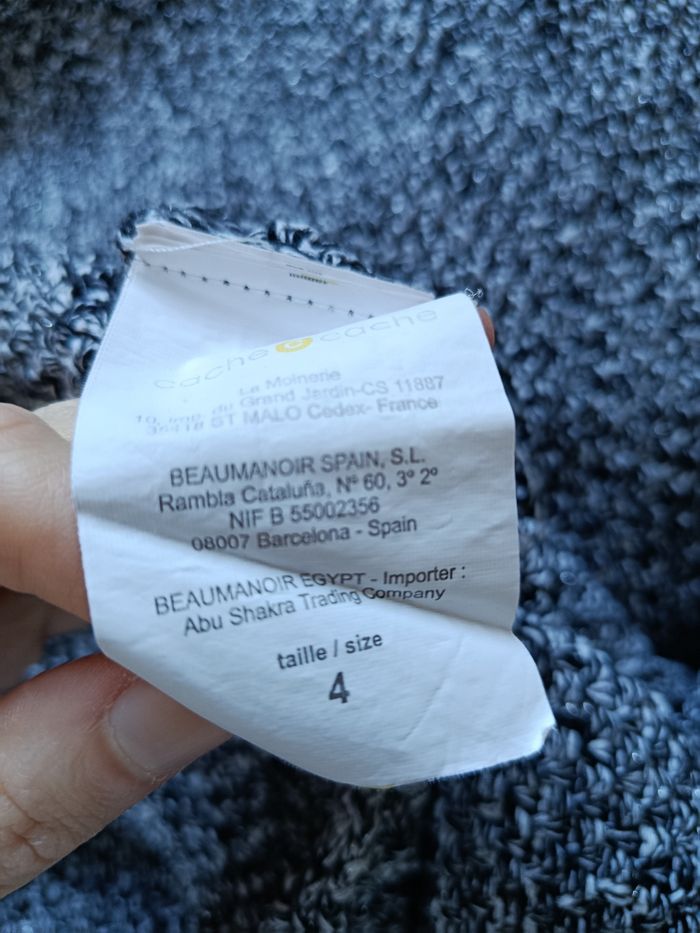 cache cache
La Moinerie
10, imp. du Grand Jardin-CS 11887
35418 ST MALO Cedex- France
BEAUMANOIR SPAIN, S.L.
Rambla Cataluña, Nº 60, 3º 2º
NIF B 55002356
08007 Barcelona - Spain
BEAUMANOIR EGYPT - Importer :
Abu Shakra Trading Company
taille / size
4